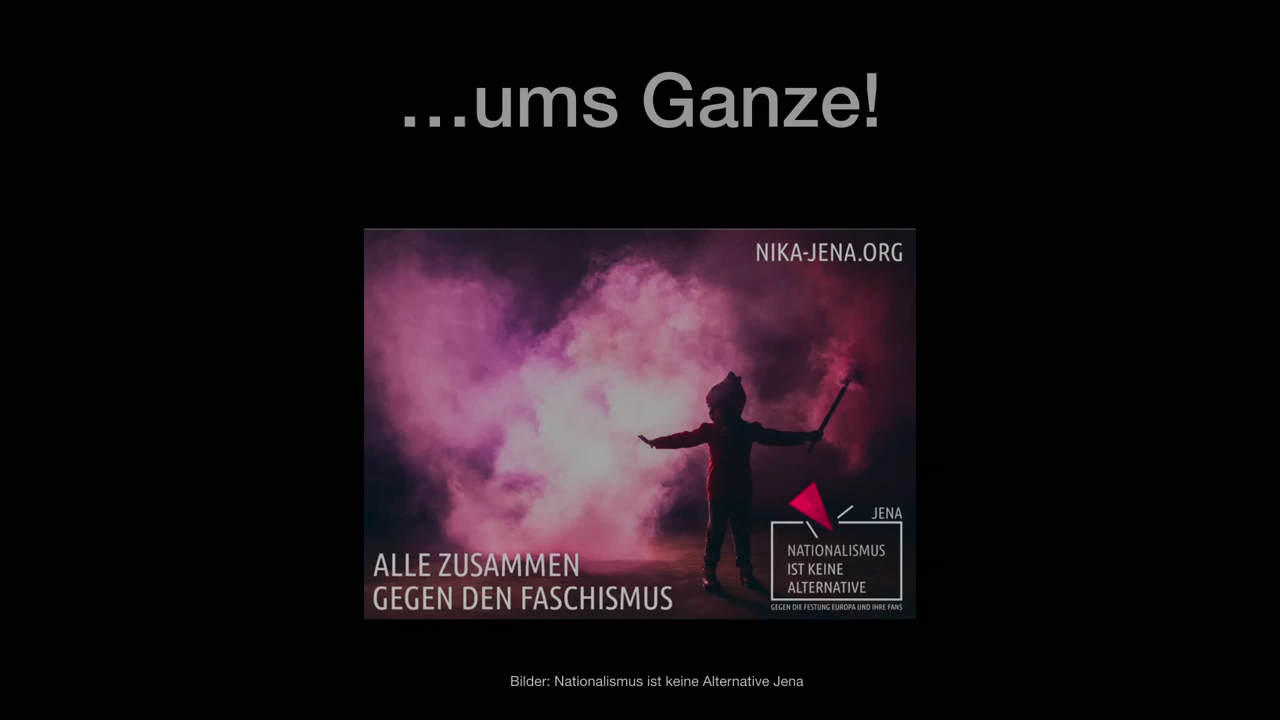 ...ums Ganze!
NIKA-JENA.ORG
ALLE ZUSAMMEN
GEGEN DEN FASCHISMUS
JENA
NATIONALISMUS
IST KEINE
ALTERNATIVE
GEGEN DIE FESTUNG EUROPA UND IHRE FANS
Bilder: Nationalismus ist keine Alternative Jena